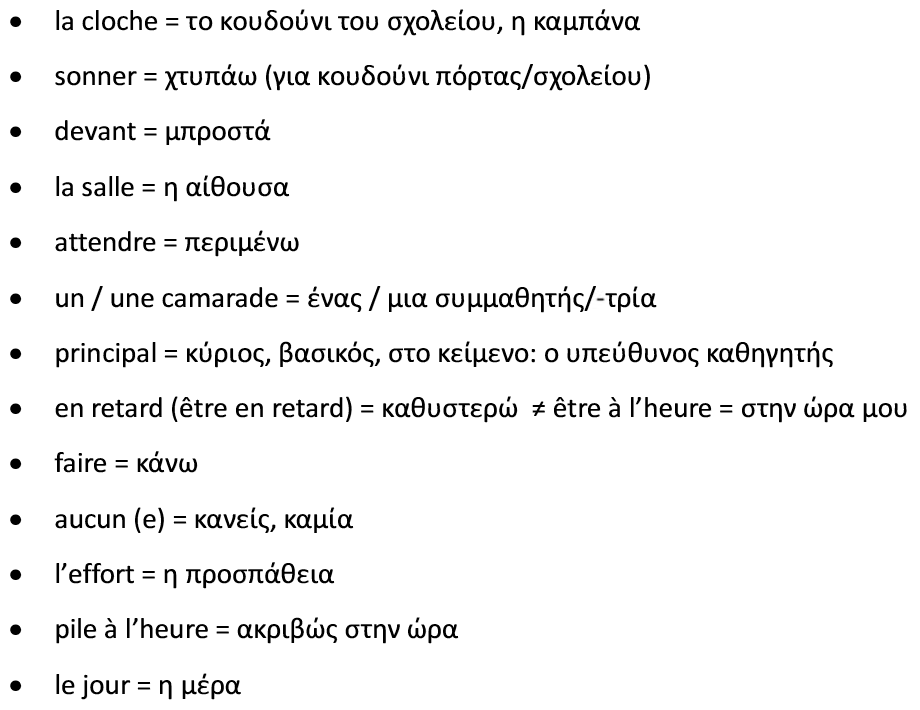 • la cloche = το κουδούνι του σχολείου, η καμπάνα
• sonner = χτυπάω (για κουδούνι πόρτας/σχολείου)
• devant = μπροστά
• la salle = η αίθουσα
• attendre = περιμένω
• un / une camarade = ένας / μια συμμαθητής/-τρία
• principal = κύριος, βασικός, στο κείμενο: ο υπεύθυνος καθηγητής
• en retard (être en retard) = καθυστερώ ≠ être à l’heure = στην ώρα μου
• faire = κάνω
• aucun (e) = κανείς, καμία
• l’effort = η προσπάθεια
• pile à l’heure = ακριβώς στην ώρα
• le jour = η μέρα